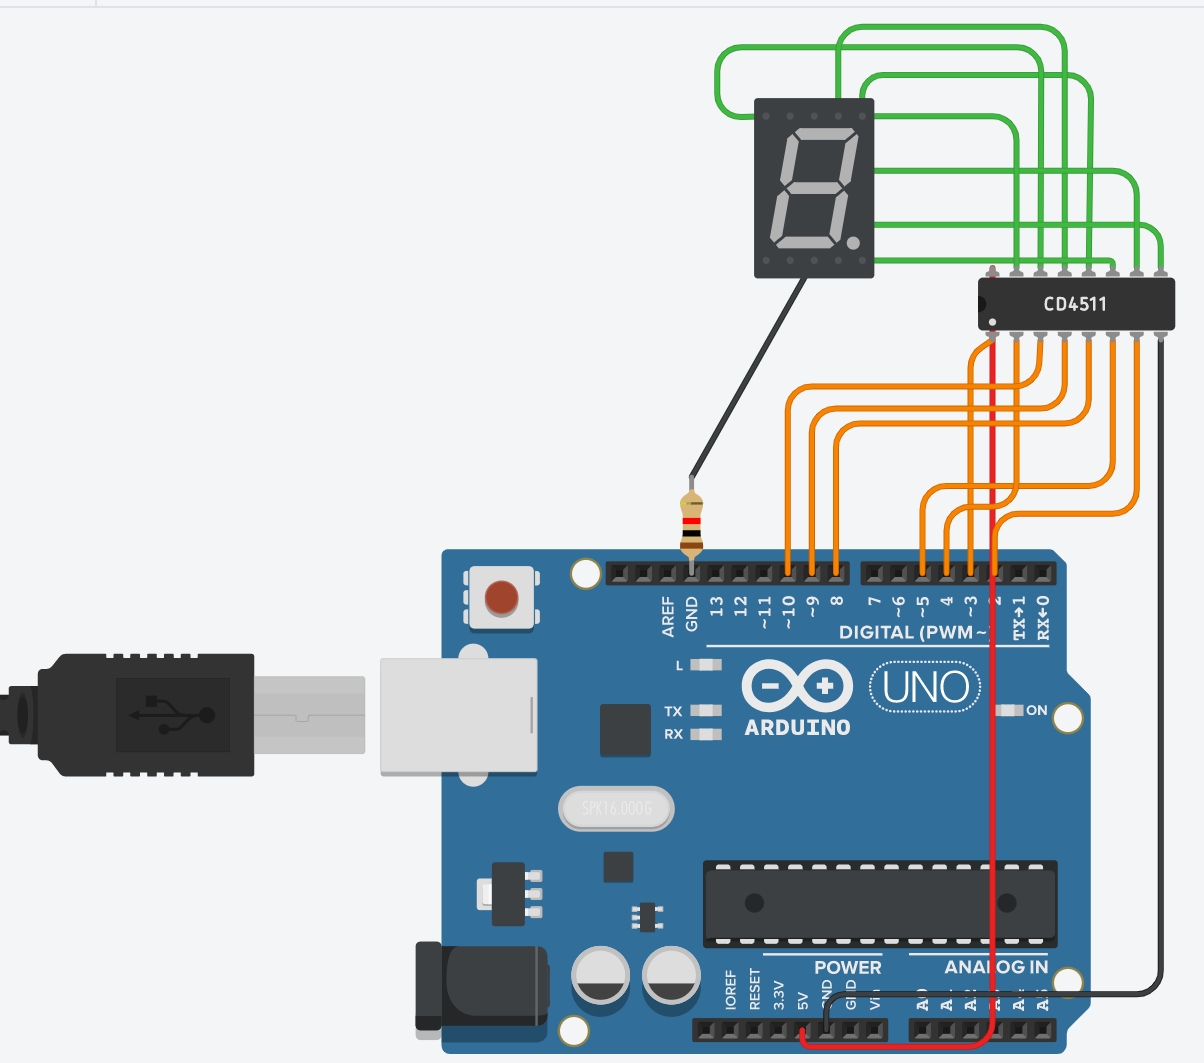 CD4511
AREF
GND
13
12
~11
~10
~9
8
7
~6
~5
4
~3
2
TX→1
RX←0
DIGITAL (PWM ~)
L
TX
RX
ARDUINO
UNO
ON
SPK16.000G
POWER
ANALOG IN
IOREF
RESET
3.3V
5V
GND
GND
Vin
A0
A1
A2
A3
A4
A5